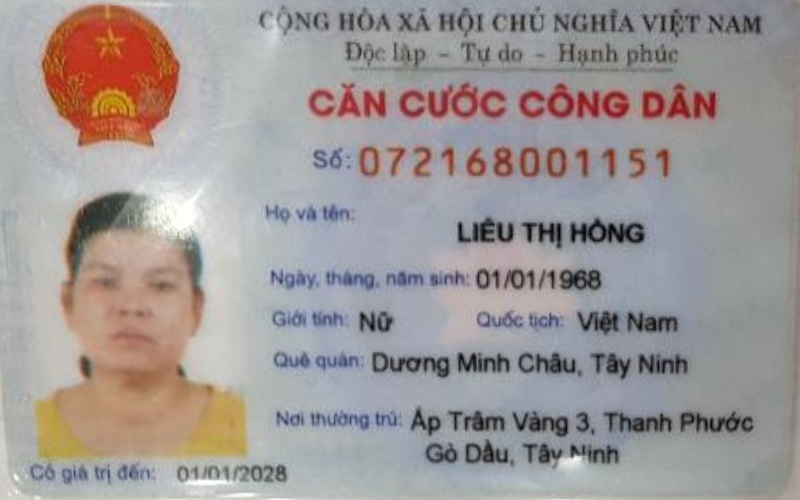 CỘNG HÒA XÃ HỘI CHỦ NGHĨA VIỆT NAM
Độc lập – Tự do – Hạnh phúc
CĂN CƯỚC CÔNG DÂN
Số: 072168001151
Họ và tên:
LIÊU THỊ HỒNG
Ngày, tháng, năm sinh: 01/01/1968
Giới tính: Nữ Quốc tịch: Việt Nam
Quê quán: Dương Minh Châu, Tây Ninh
Nơi thường trú: Ấp Trâm Vàng 3, Thanh Phước
Gò Dầu, Tây Ninh
Có giá trị đến: 01/01/2028